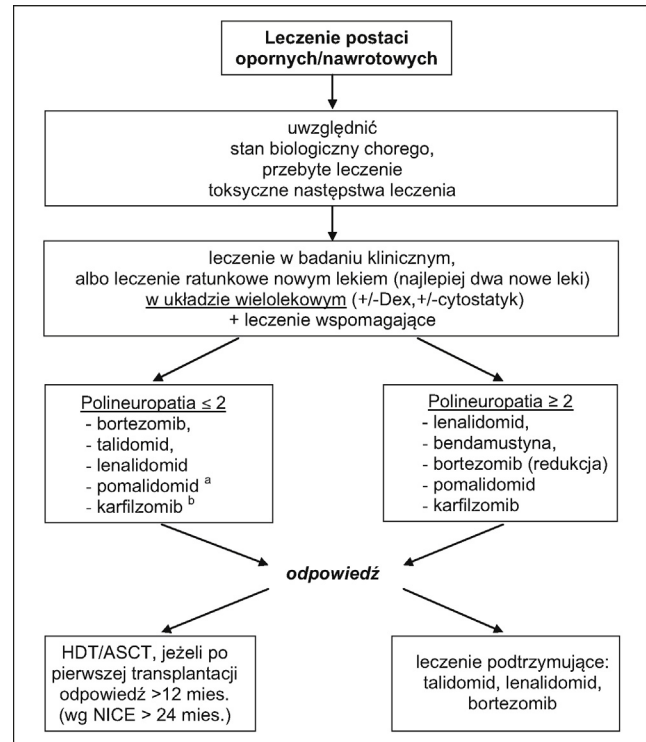 Leczenie postaci
opornych/nawrotowych
uwzględnić
stan biologiczny chorego,
przebyte leczenie
toksyczne następstwa leczenia
leczenie w badaniu klinicznym,
albo leczenie ratunkowe nowym lekiem (najlepiej dwa nowe leki)
w układzie wielolekowym (+/-Dex,+/-cytostatyk)
+ leczenie wspomagające
Polineuropatia ≤ 2
- bortezomib,
- talidomid,
- lenalidomid
- pomalidomid a
- karfilzomib b
Polineuropatia ≥ 2
- lenalidomid,
- bendamustyna,
- bortezomib (redukcja)
- pomalidomid
- karfilzomib
odpowiedź
HDT/ASCT, jeżeli po
pierwszej transplantacji
odpowiedź >12 mies.
(wg NICE > 24 mies.)
leczenie podtrzymujące:
talidomid, lenalidomid,
bortezomib